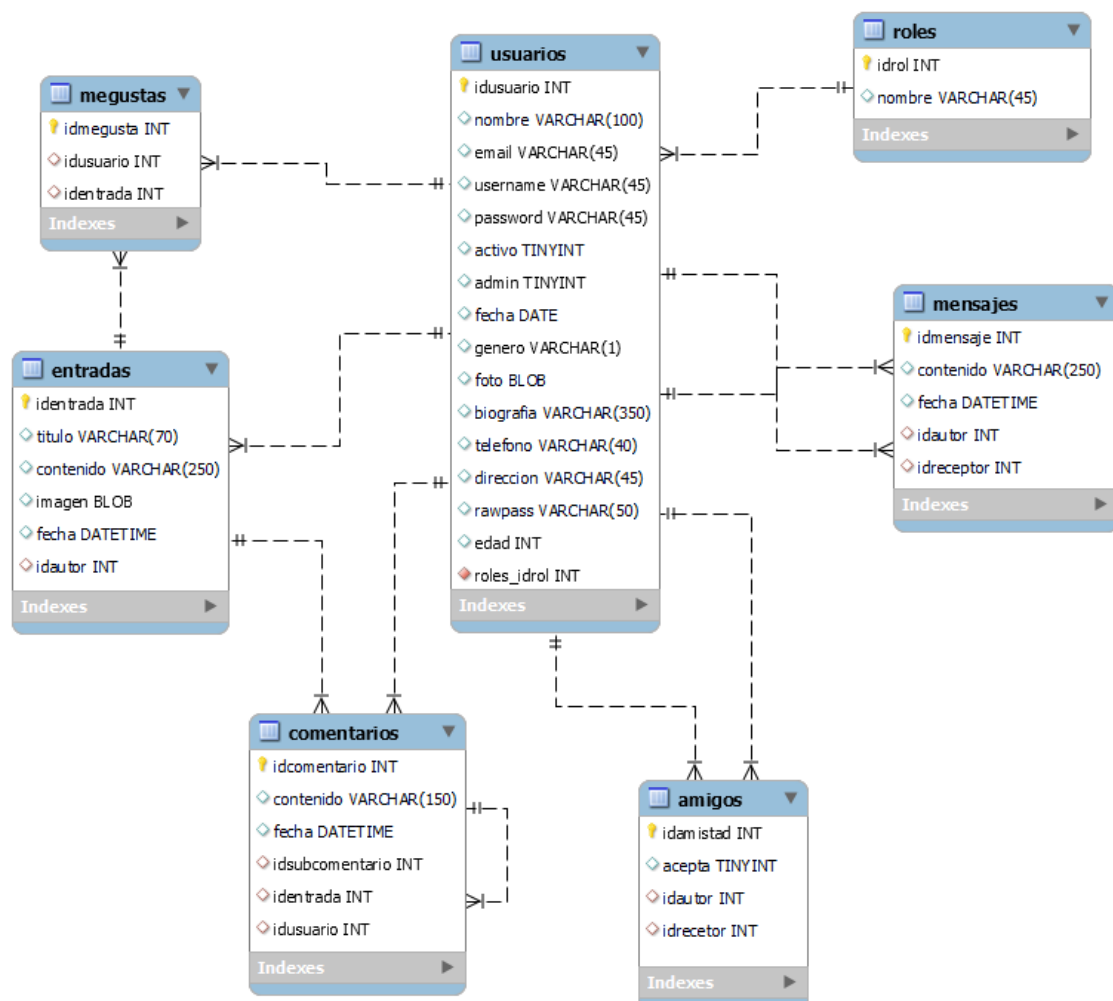 megustas
idmegusta INT
idusuario INT
identrada INT
Indexes
entradas
identrada INT
titulo VARCHAR(70)
contenido VARCHAR(250)
imagen BLOB
fecha DATETIME
idautor INT
Indexes
usuarios
idusuario INT
nombre VARCHAR(100)
email VARCHAR(45)
username VARCHAR(45)
password VARCHAR(45)
activo TINYINT
admin TINYINT
fecha DATE
genero VARCHAR(1)
foto BLOB
biografia VARCHAR(350)
telefono VARCHAR(40)
direccion VARCHAR(45)
rawpass VARCHAR(50)
edad INT
roles_idrol INT
Indexes
roles
idrol INT
nombre VARCHAR(45)
Indexes
mensajes
idmensaje INT
contenido VARCHAR(250)
fecha DATETIME
idautor INT
idreceptor INT
Indexes
comentarios
idcomentario INT
contenido VARCHAR(150)
fecha DATETIME
idsubcomentario INT
identrada INT
idusuario INT
Indexes
amigos
idamistad INT
acepta TINYINT
idautor INT
idrecetor INT
Indexes